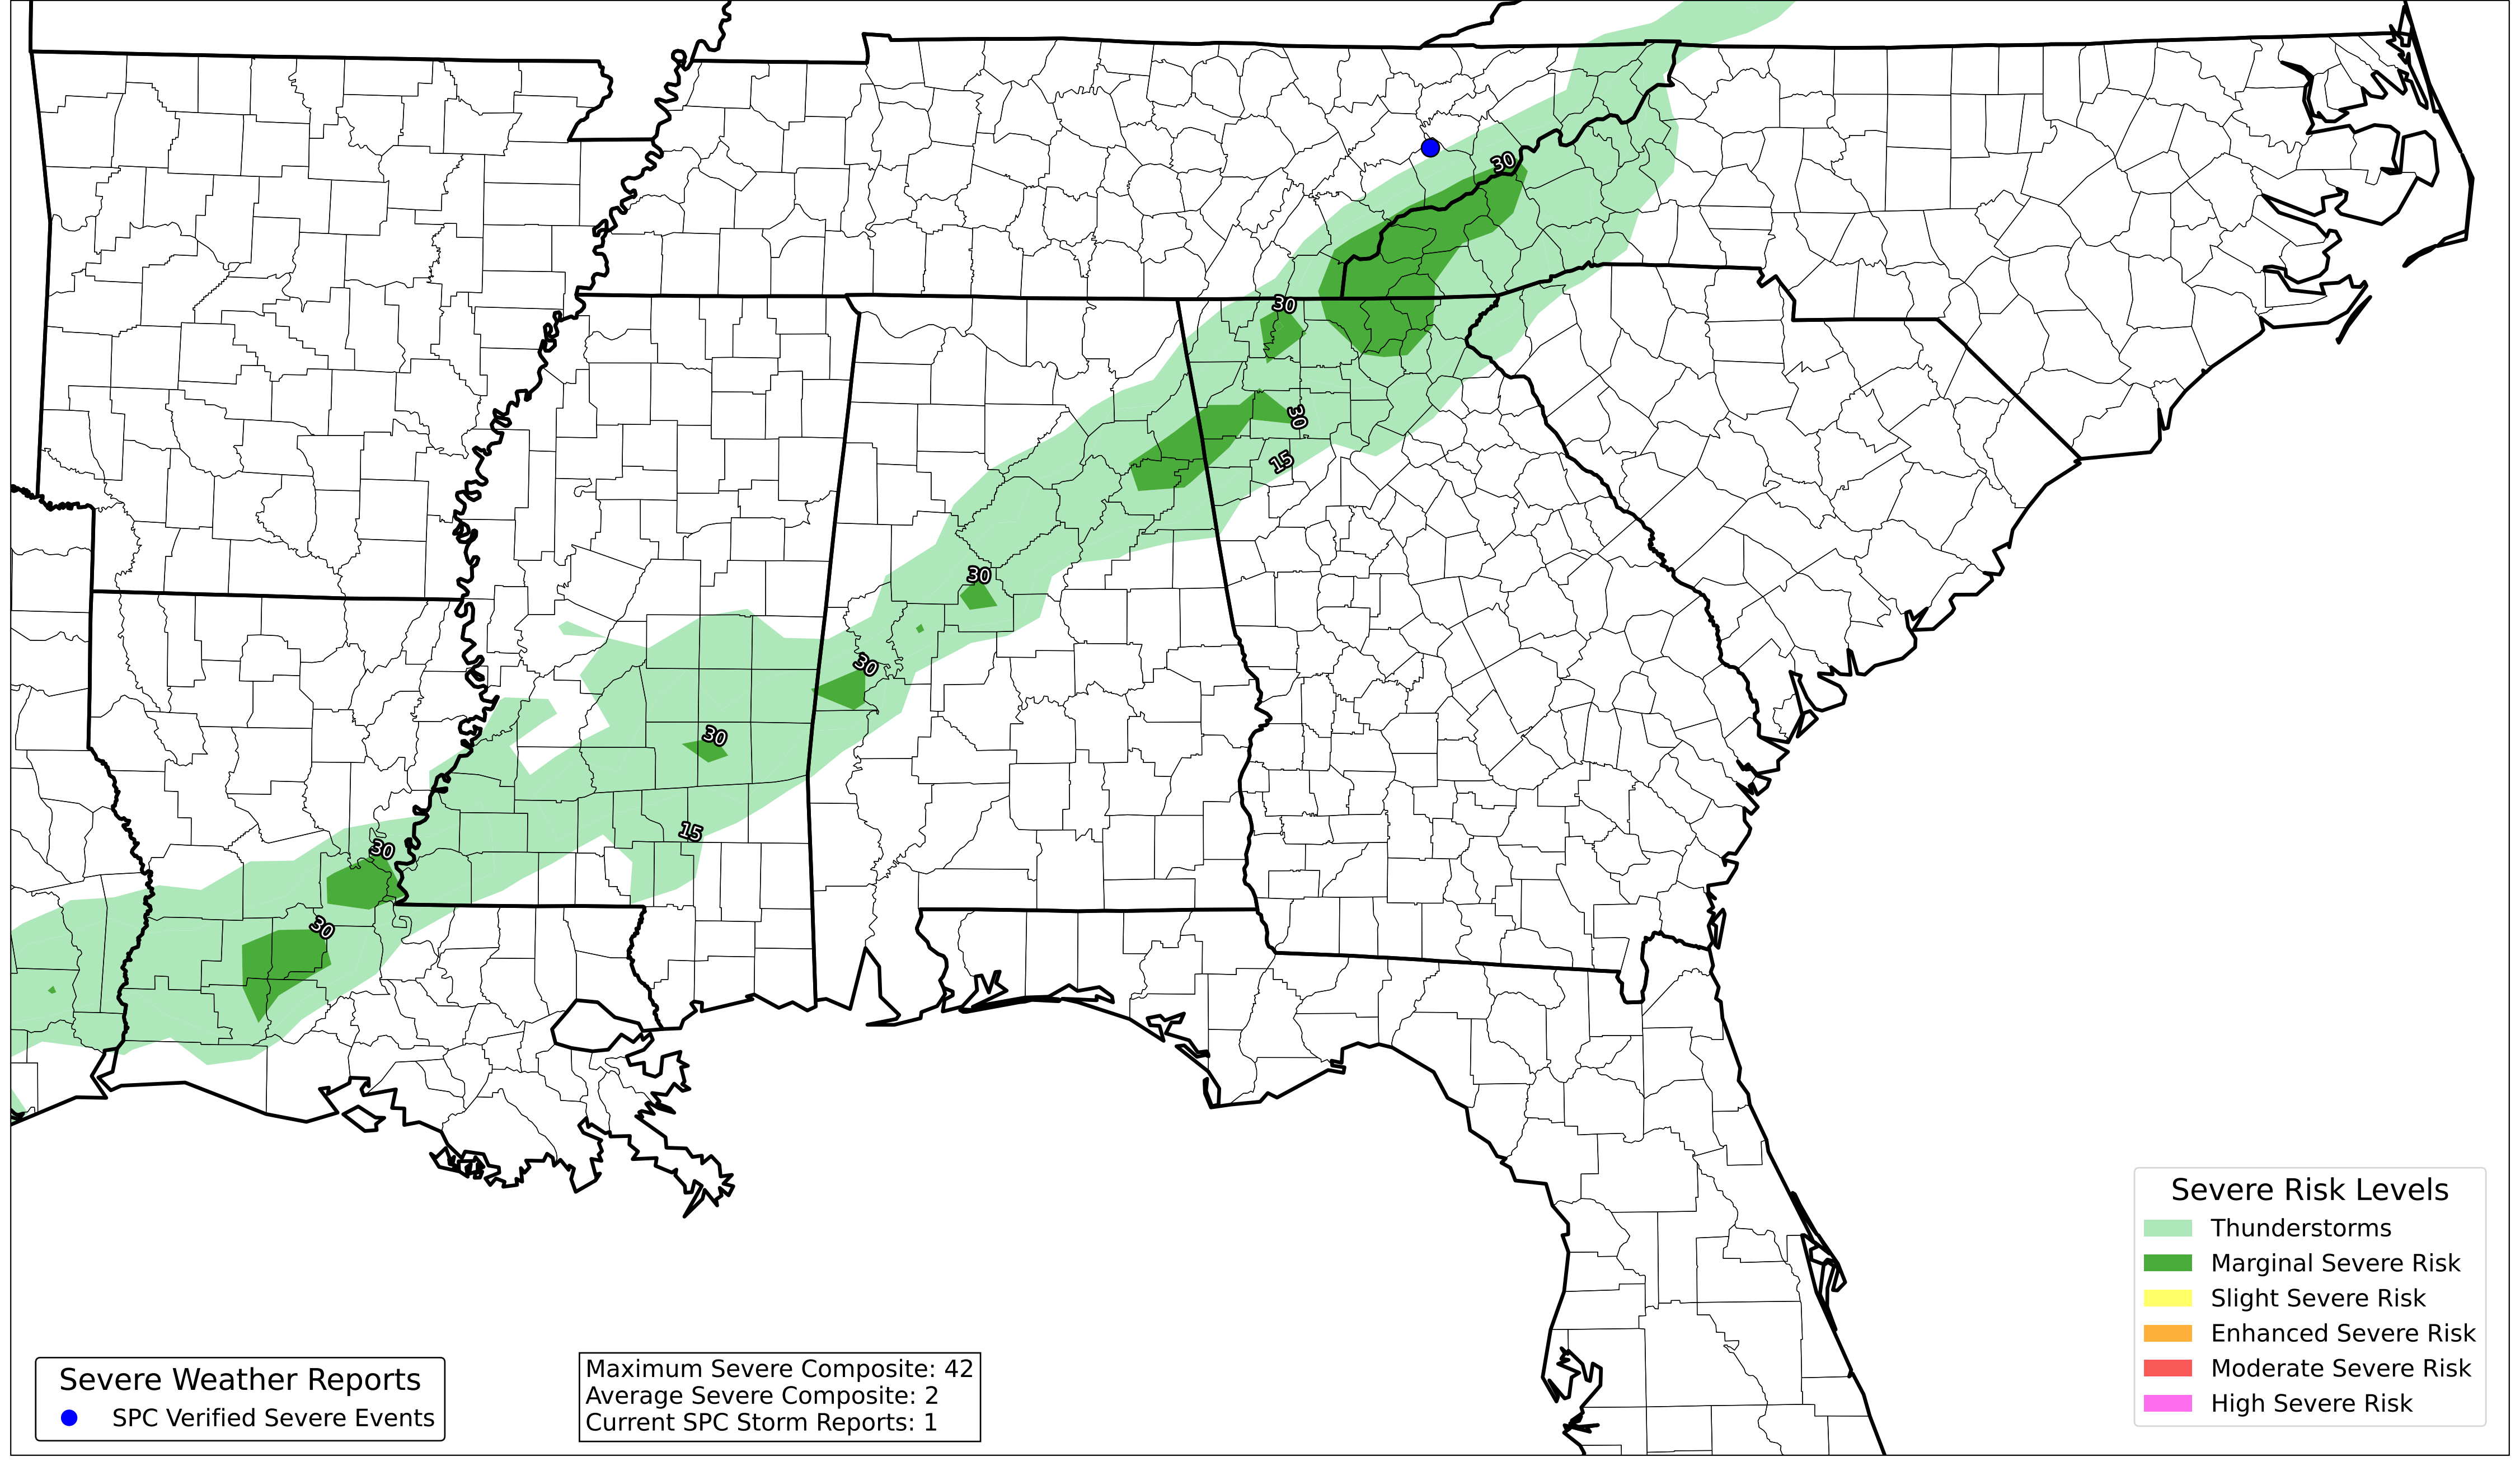 30
30
30
15
30
30
30
15
30
30
Severe Weather Reports
SPC Verified Severe Events
Maximum Severe Composite: 42
Average Severe Composite: 2
Current SPC Storm Reports: 1
Severe Risk Levels
Thunderstorms
Marginal Severe Risk
Slight Severe Risk
Enhanced Severe Risk
Moderate Severe Risk
High Severe Risk